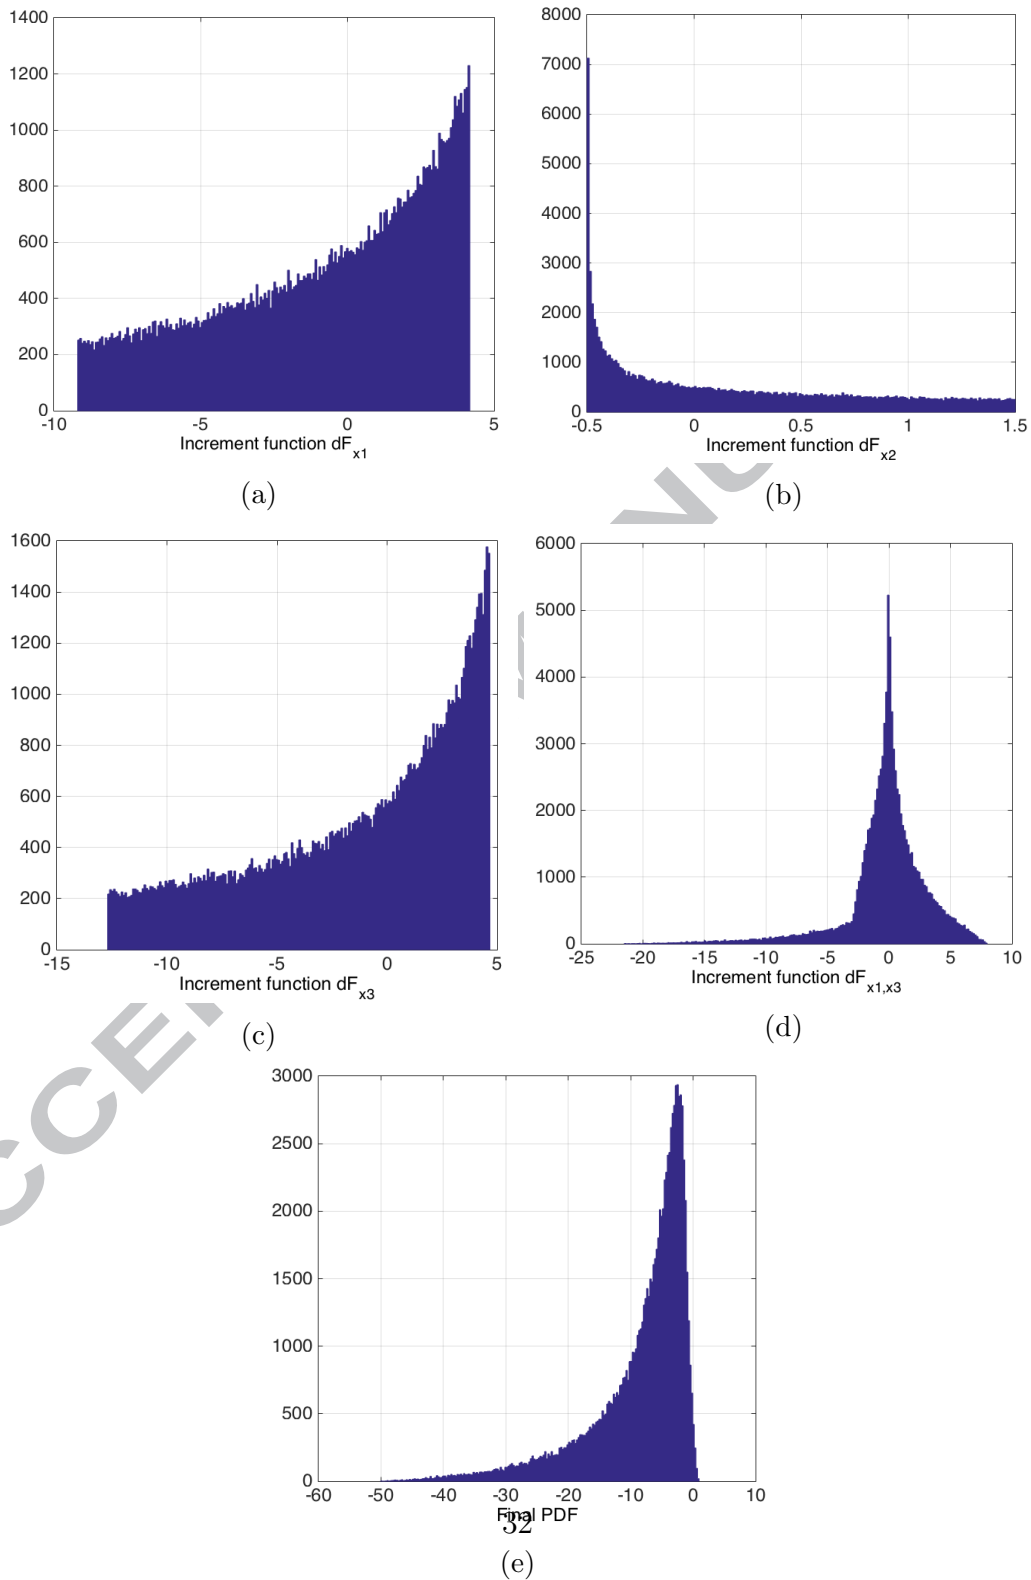 1400
1200
1000
800
600
400
200
0
-10 -5 0 5
Increment function dF x1
(a)
8000
7000
6000
5000
4000
3000
2000
1000
0
-0.5 0 0.5 1 1.5
Increment function dF x2
(b)
1600
1400
1200
1000
800
600
400
200
0
-15 -10 -5 0 5
Increment function dF x3
(c)
6000
5000
4000
3000
2000
1000
0
-25 -20 -15 -10 -5 0 5 10
Increment function dF x1,x3
(d)
3000
2500
2000
1500
1000
500
0
-60 -50 -40 -30 -20 -10 0 10
Final PDF
32
(e)